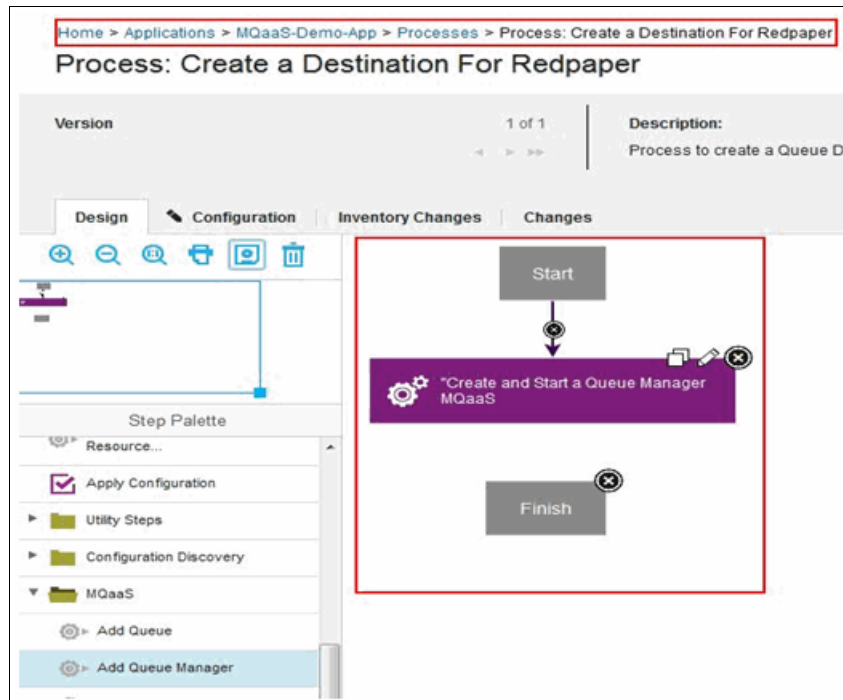 Home > Applications > MQaaS-Demo-App > Processes > Process: Create a Destination For Redpaper
Process: Create a Destination For Redpaper
Version
1 of 1
Description:
Process to create a Queue D
Design
Configuration
Inventory Changes
Changes
Start
"Create and Start a Queue Manager
MQaaS
Finish
Step Palette
Resource...
Apply Configuration
Utility Steps
Configuration Discovery
MQaaS
Add Queue
Add Queue Manager